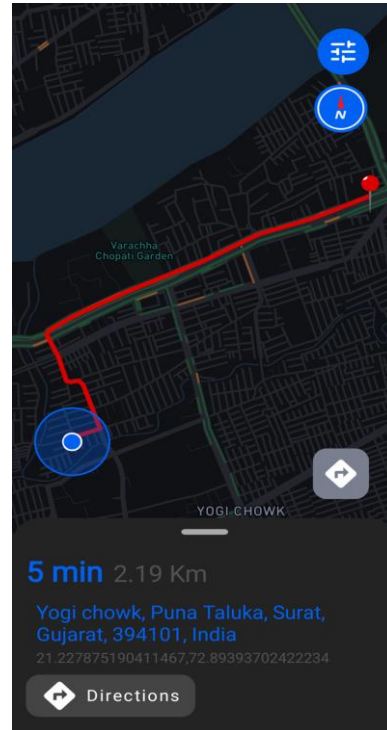 N
Varachha
Chopati Garden
YOGI CHOWK
5 min 2.19 Km
Yogi chowk, Puna Taluka, Surat,
Gujarat, 394101, India
21.227875190411467,72.89393702422234
Directions